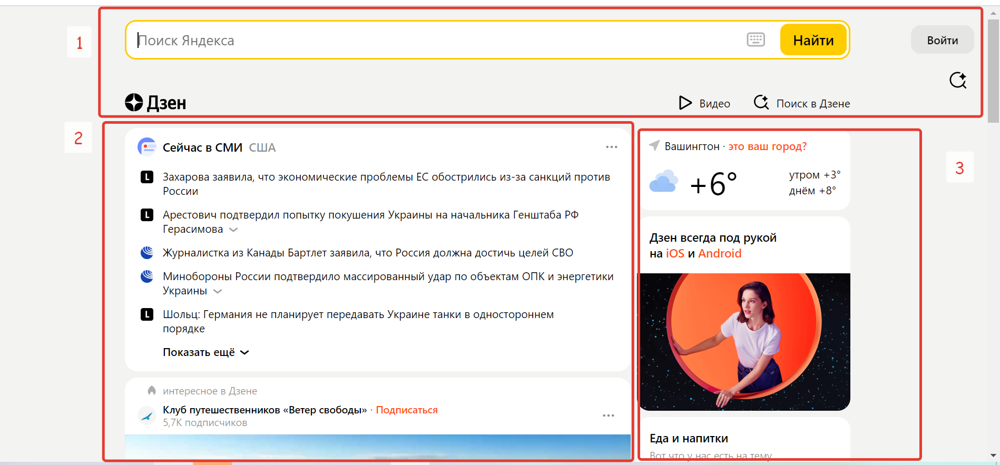 1
Поиск Яндекса
Найти
Войти
Дзен
Видео
Поиск в Дзене
2
Сейчас в СМИ США
L Захарова заявила, что экономические проблемы ЕС обострились из-за санкций против
России
L Арестович подтвердил попытку покушения Украины на начальника Генштаба РФ
Герасимова
Журналистка из Канады Бартлет заявила, что Россия должна достичь целей СВО
Минобороны России подтвердило массированный удар по объектам ОПК и энергетики
Украины
L Шольц: Германия не планирует передавать Украине танки в одностороннем
порядке
Показать ещё
интересное в Дзене
Клуб путешественников «Ветер свободы» · Подписаться
5,7K подписчиков
3
Вашингтон · это ваш город?
+6°
утром +3°
днём +8°
Дзен всегда под рукой
на iOS и Android
Еда и напитки
Вот что у нас есть на тему